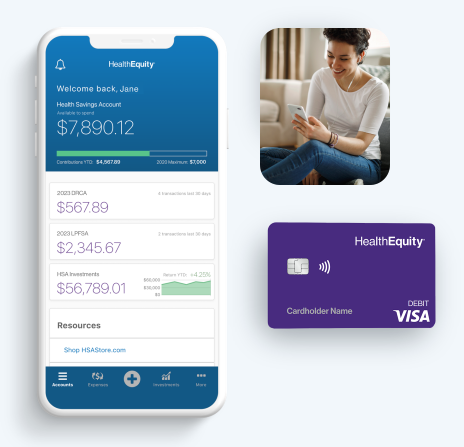 HealthEquity
Welcome back, Jane
Health Savings Account
Available to spend
$7,890.12
Contributions YTD: $4,567.89
2026 Maximum: $7,000
2023 DRCA
4 transactions last 30 days
$567.89
2023 LPFSA
2 transactions last 30 days
$2,345.67
HSA Investments
Return YTD: +4.25%
$56,789.01
$60,000
$30,000
$0
Resources
Shop HSAStore.com
Accounts
Expenses
Investments
More
HealthEquity
Cardholder Name
DEBIT
VISA